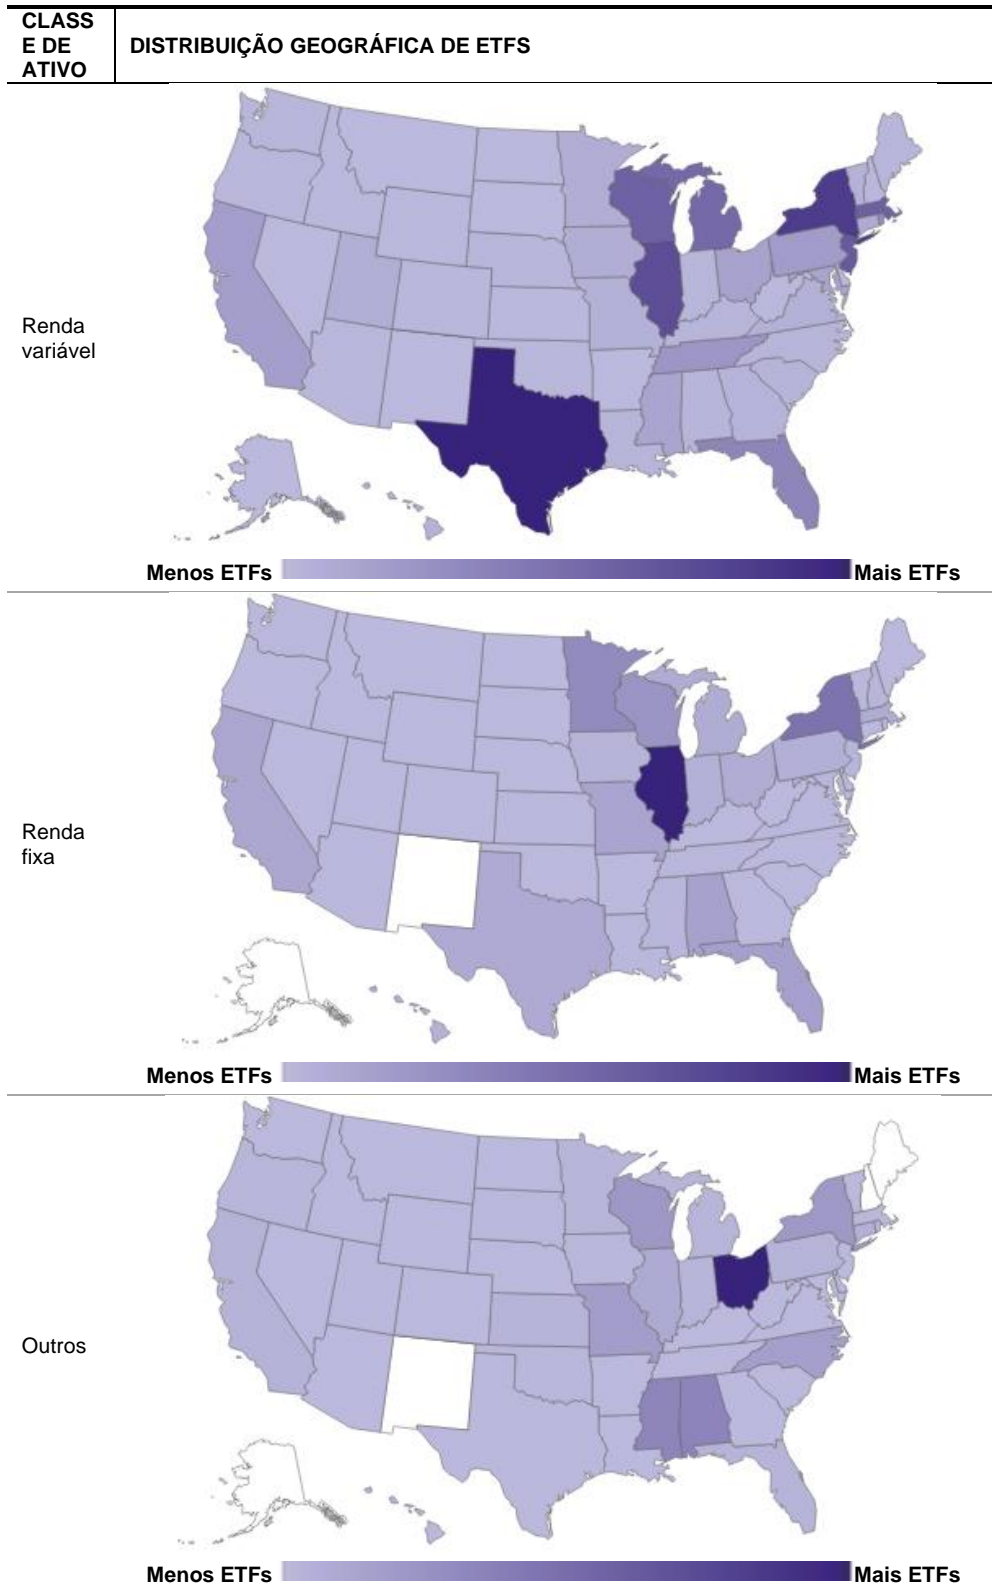 CLASS
E DE
ATIVO
DISTRIBUIÇÃO GEOGRÁFICA DE ETFS
Renda
variável
Menos ETFs Mais ETFs
Renda
fixa
Menos ETFs Mais ETFs
Outros
Menos ETFs Mais ETFs